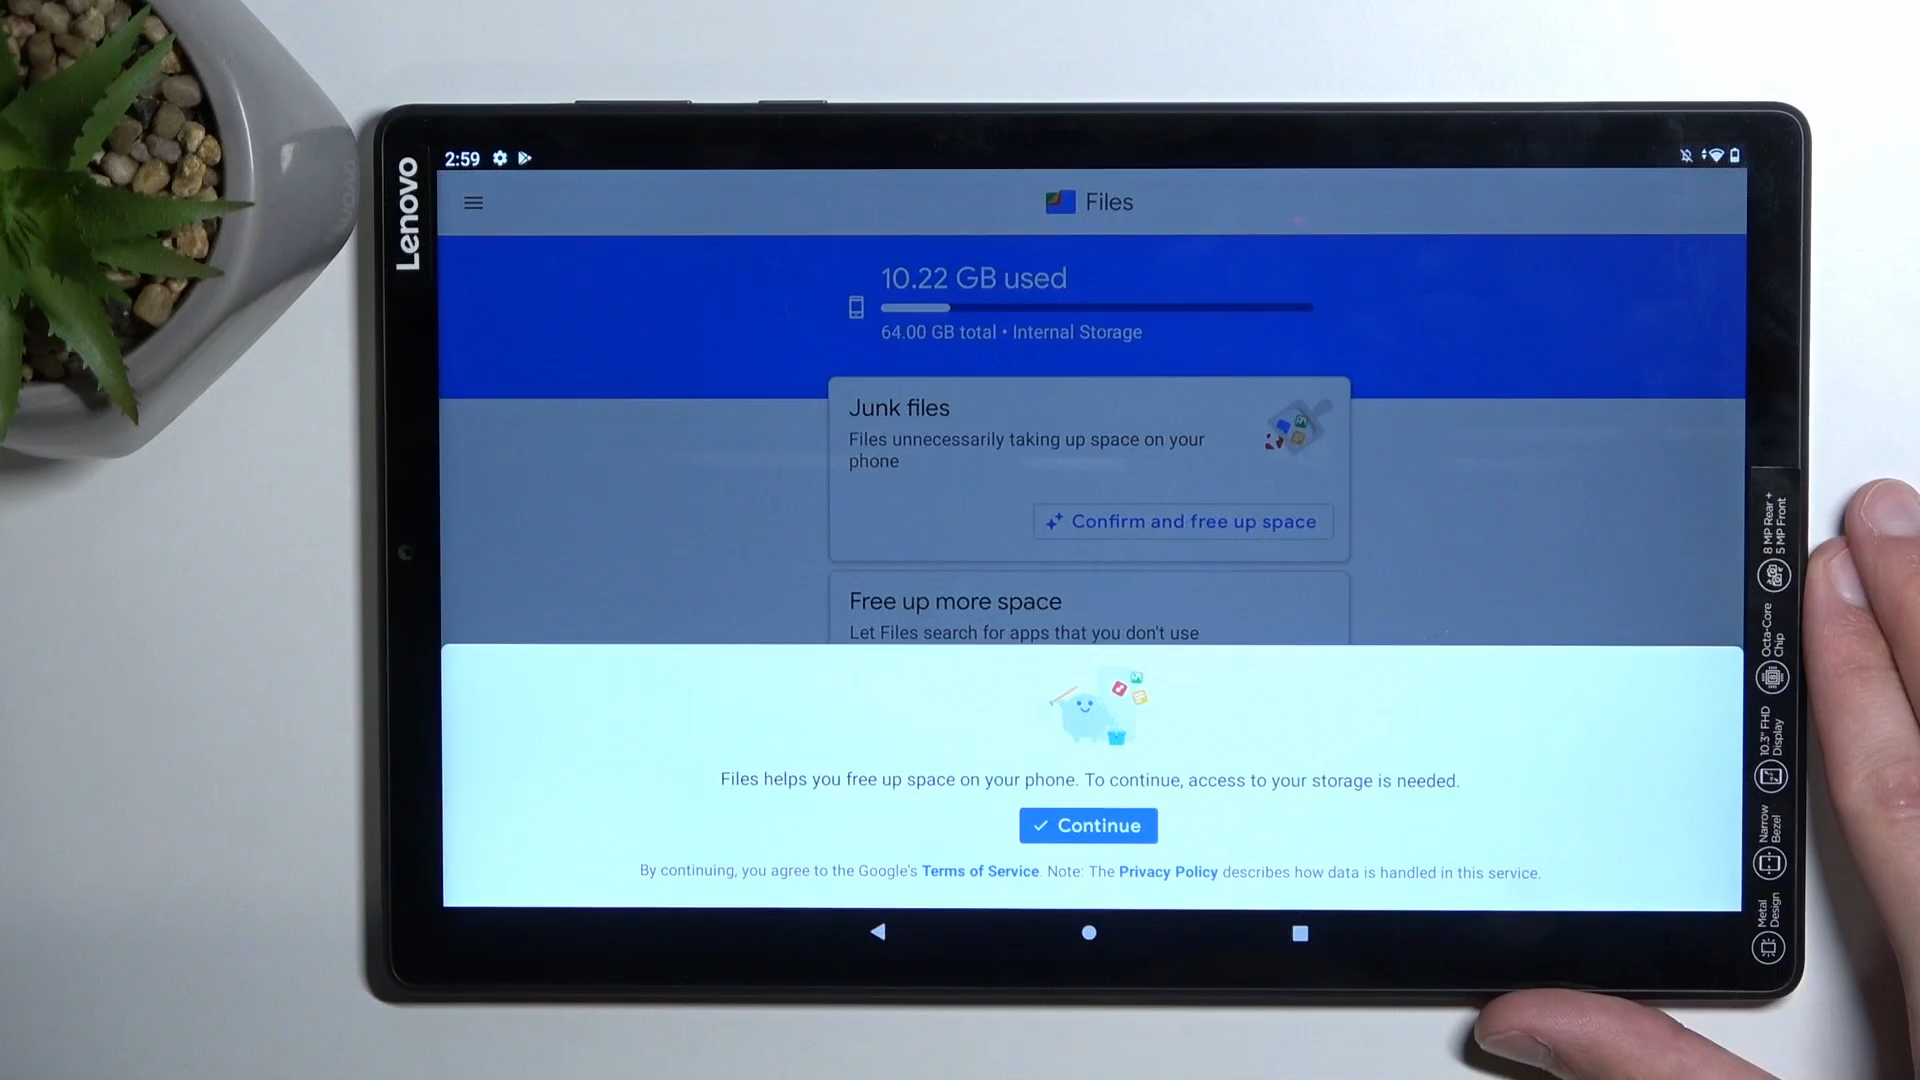 Lenovo
2:59
Files
10.22 GB used
64.00 GB total • Internal Storage
Junk files
Files unnecessarily taking up space on your
phone
Confirm and free up space
Free up more space
Let Files search for apps that you don't use
Files helps you free up space on your phone. To continue, access to your storage is needed.
Continue
By continuing, you agree to the Google's Terms of Service. Note: The Privacy Policy describes how data is handled in this service.
8 MP Rear +
5 MP Front
Octa-Core
Chip
10.3" FHD
Display
Narrow
Bezel
Metal
Design